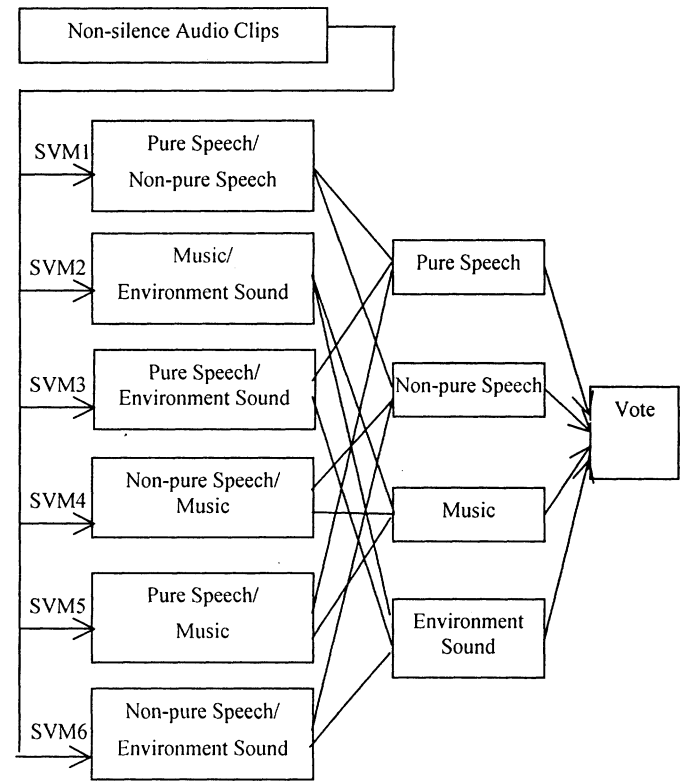 Non-silence Audio Clips
SVM1
Pure Speech/
Non-pure Speech
SVM2
Music/
Environment Sound
SVM3
Pure Speech/
Environment Sound
SVM4
Non-pure Speech/
Music
SVM5
Pure Speech/
Music
SVM6
Non-pure Speech/
Environment Sound
Pure Speech
Non-pure Speech
Music
Environment
Sound
Vote